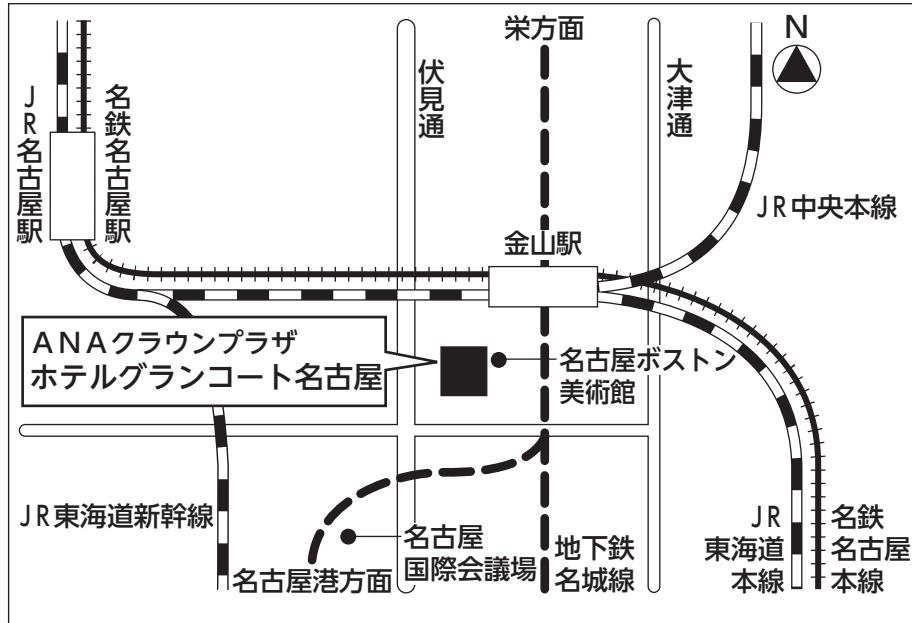 栄方面
N
伏見通
大津通
JR名古屋駅
名鉄名古屋駅
JR中央本線
金山駅
ANAクラウンプラザ
ホテルグランコート名古屋
名古屋ボストン
美術館
JR東海道新幹線
名古屋
国際会議場
名古屋港方面
地下鉄
名城線
JR
東海道
本線
名鉄
名古屋
本線